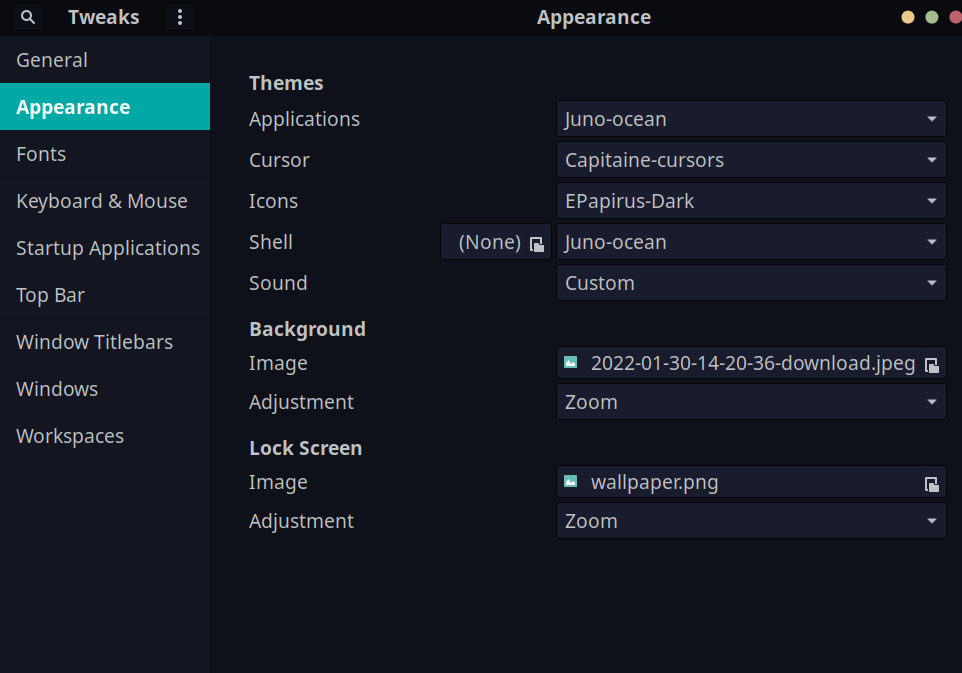 Tweaks
Appearance
General
Appearance
Fonts
Keyboard & Mouse
Startup Applications
Top Bar
Window Titlebars
Windows
Workspaces
Themes
Applications Juno-ocean
Cursor Capitaine-cursors
Icons EPapirus-Dark
Shell (None) Juno-ocean
Sound Custom
Background
Image 2022-01-30-14-20-36-download.jpeg
Adjustment Zoom
Lock Screen
Image wallpaper.png
Adjustment Zoom